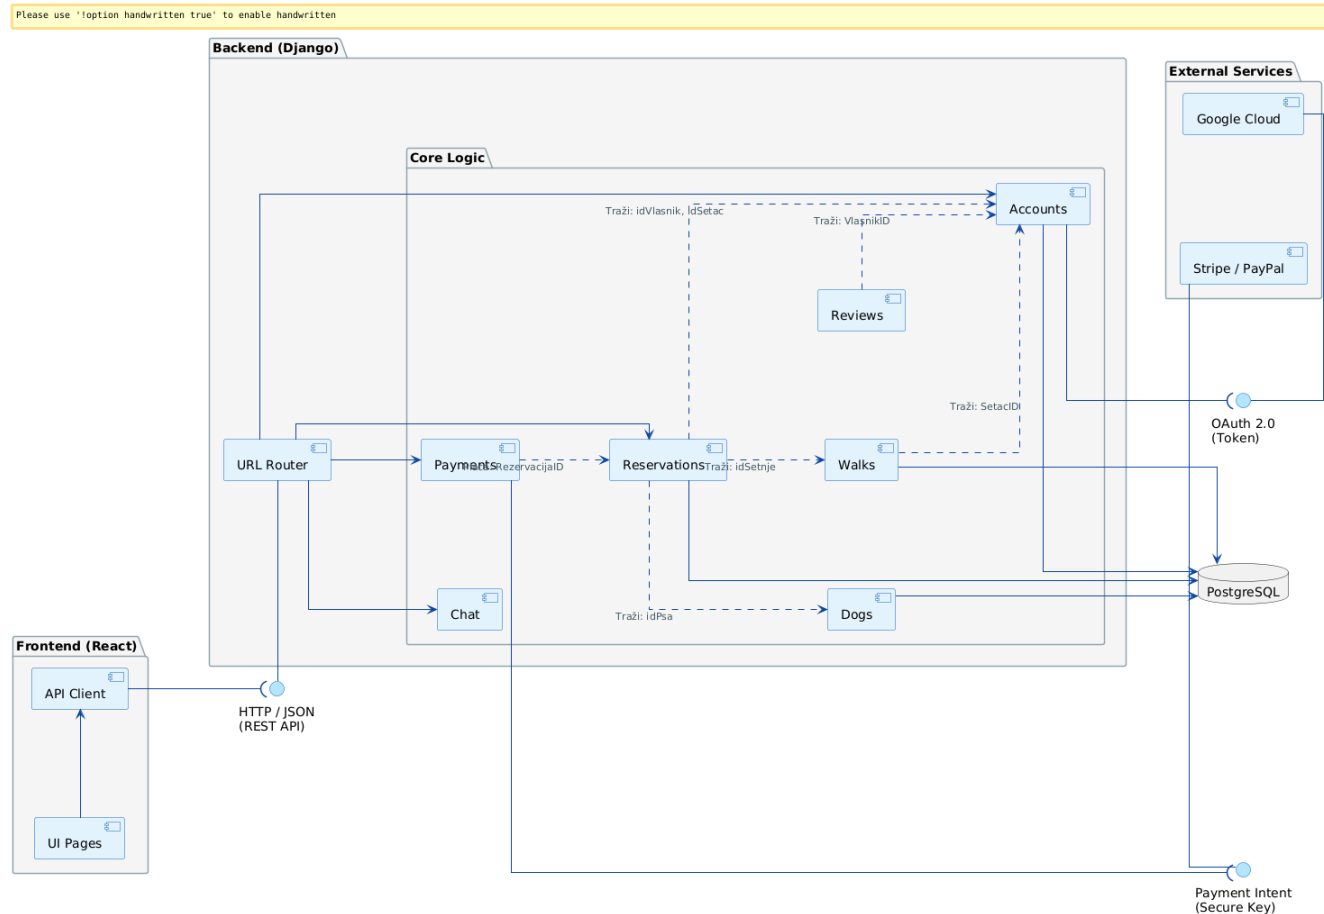 Please use '!option handwritten true' to enable handwritten
Backend (Django)
External Services
Google Cloud
Core Logic
Accounts
Traži: idVlasnik, idSetac
Traži: VlasnikID
Stripe / PayPal
Reviews
Traži: SetacID
OAuth 2.0
(Token)
URL Router
Payments
RezervacijaID
Reservations
Traži: idSetnje
Walks
PostgreSQL
Chat
Traži: idPsa
Dogs
Frontend (React)
API Client
HTTP / JSON
(REST API)
UI Pages
Payment Intent
(Secure Key)